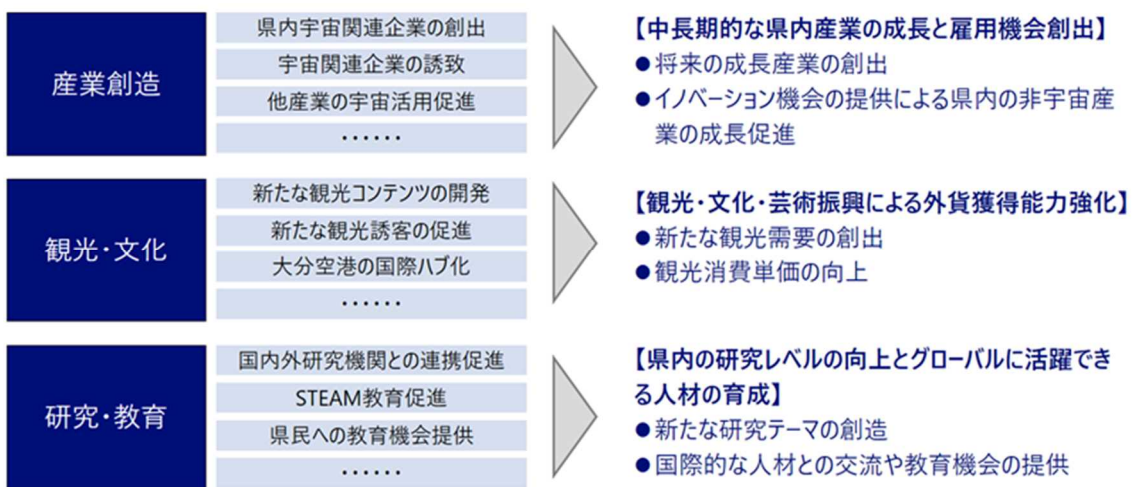 産業創造
県内宇宙関連企業の創出
宇宙関連企業の誘致
他産業の宇宙活用促進
・・・・・・
【中長期的な県内産業の成長と雇用機会創出】
●将来の成長産業の創出
●イノベーション機会の提供による県内の非宇宙産
業の成長促進
観光・文化
新たな観光コンテンツの開発
新たな観光誘客の促進
大分空港の国際ハブ化
・・・・・・
【観光・文化・芸術振興による外貨獲得能力強化】
●新たな観光需要の創出
●観光消費単価の向上
研究・教育
国内外研究機関との連携促進
STEAM教育促進
県民への教育機会提供
・・・・・・
【県内の研究レベルの向上とグローバルに活躍でき
る人材の育成】
●新たな研究テーマの創造
●国際的な人材との交流や教育機会の提供